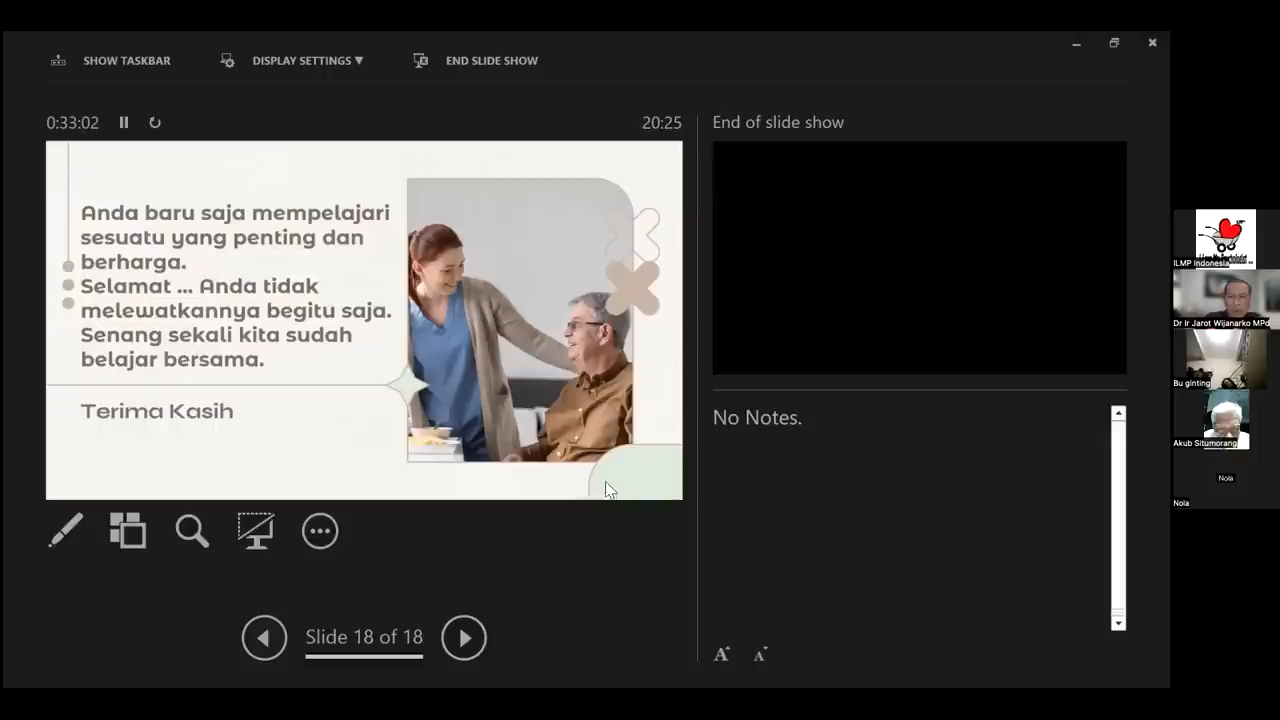 SHOW TASKBAR
DISPLAY SETTINGS ▼
END SLIDE SHOW
0:33:02
20:25
End of slide show
Anda baru saja mempelajari
sesuatu yang penting dan
berharga.
Selamat ... Anda tidak
melewatkannya begitu saja.
Senang sekali kita sudah
belajar bersama.
Terima Kasih
No Notes.
Slide 18 of 18
A
A
ILMP Indonesia
Dr Ir Jarot Wijanarko MPd
Bu ginting
Akub Situmorang
Nola
Nola